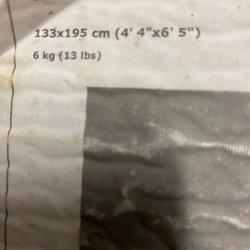 133x195 cm (4' 4"x6' 5")
6 kg (13 lbs)